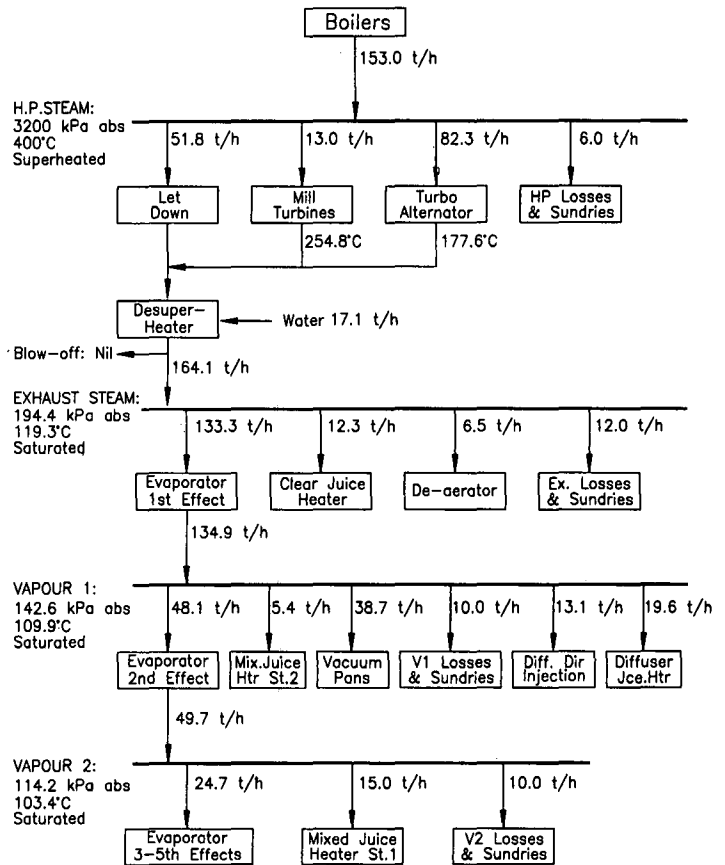 Boilers
153.0 t/h
H.P.STEAM:
3200 kPa abs
400°C
Superheated
51.8 t/h
13.0 t/h
82.3 t/h
6.0 t/h
Let
Down
Mill
Turbines
Turbo
Alternator
HP Losses
& Sundries
254.8°C
177.6°C
Desuper-
Heater
Water 17.1 t/h
Blow-off: Nil
164.1 t/h
EXHAUST STEAM:
194.4 kPa abs
119.3°C
Saturated
133.3 t/h
12.3 t/h
6.5 t/h
12.0 t/h
Evaporator
1st Effect
Clear Juice
Heater
De-aerator
Ex. Losses
& Sundries
134.9 t/h
VAPOUR 1:
142.6 kPa abs
109.9°C
Saturated
48.1 t/h
5.4 t/h
38.7 t/h
10.0 t/h
13.1 t/h
19.6 t/h
Evaporator
2nd Effect
Mix.Juice
Htr St.2
Vacuum
Pans
V1 Losses
& Sundries
Diff. Dir
Injection
Diffuser
Jce.Htr
49.7 t/h
VAPOUR 2:
114.2 kPa abs
103.4°C
Saturated
24.7 t/h
15.0 t/h
10.0 t/h
Evaporator
3-5th Effects
Mixed Juice
Heater St.1
V2 Losses
& Sundries